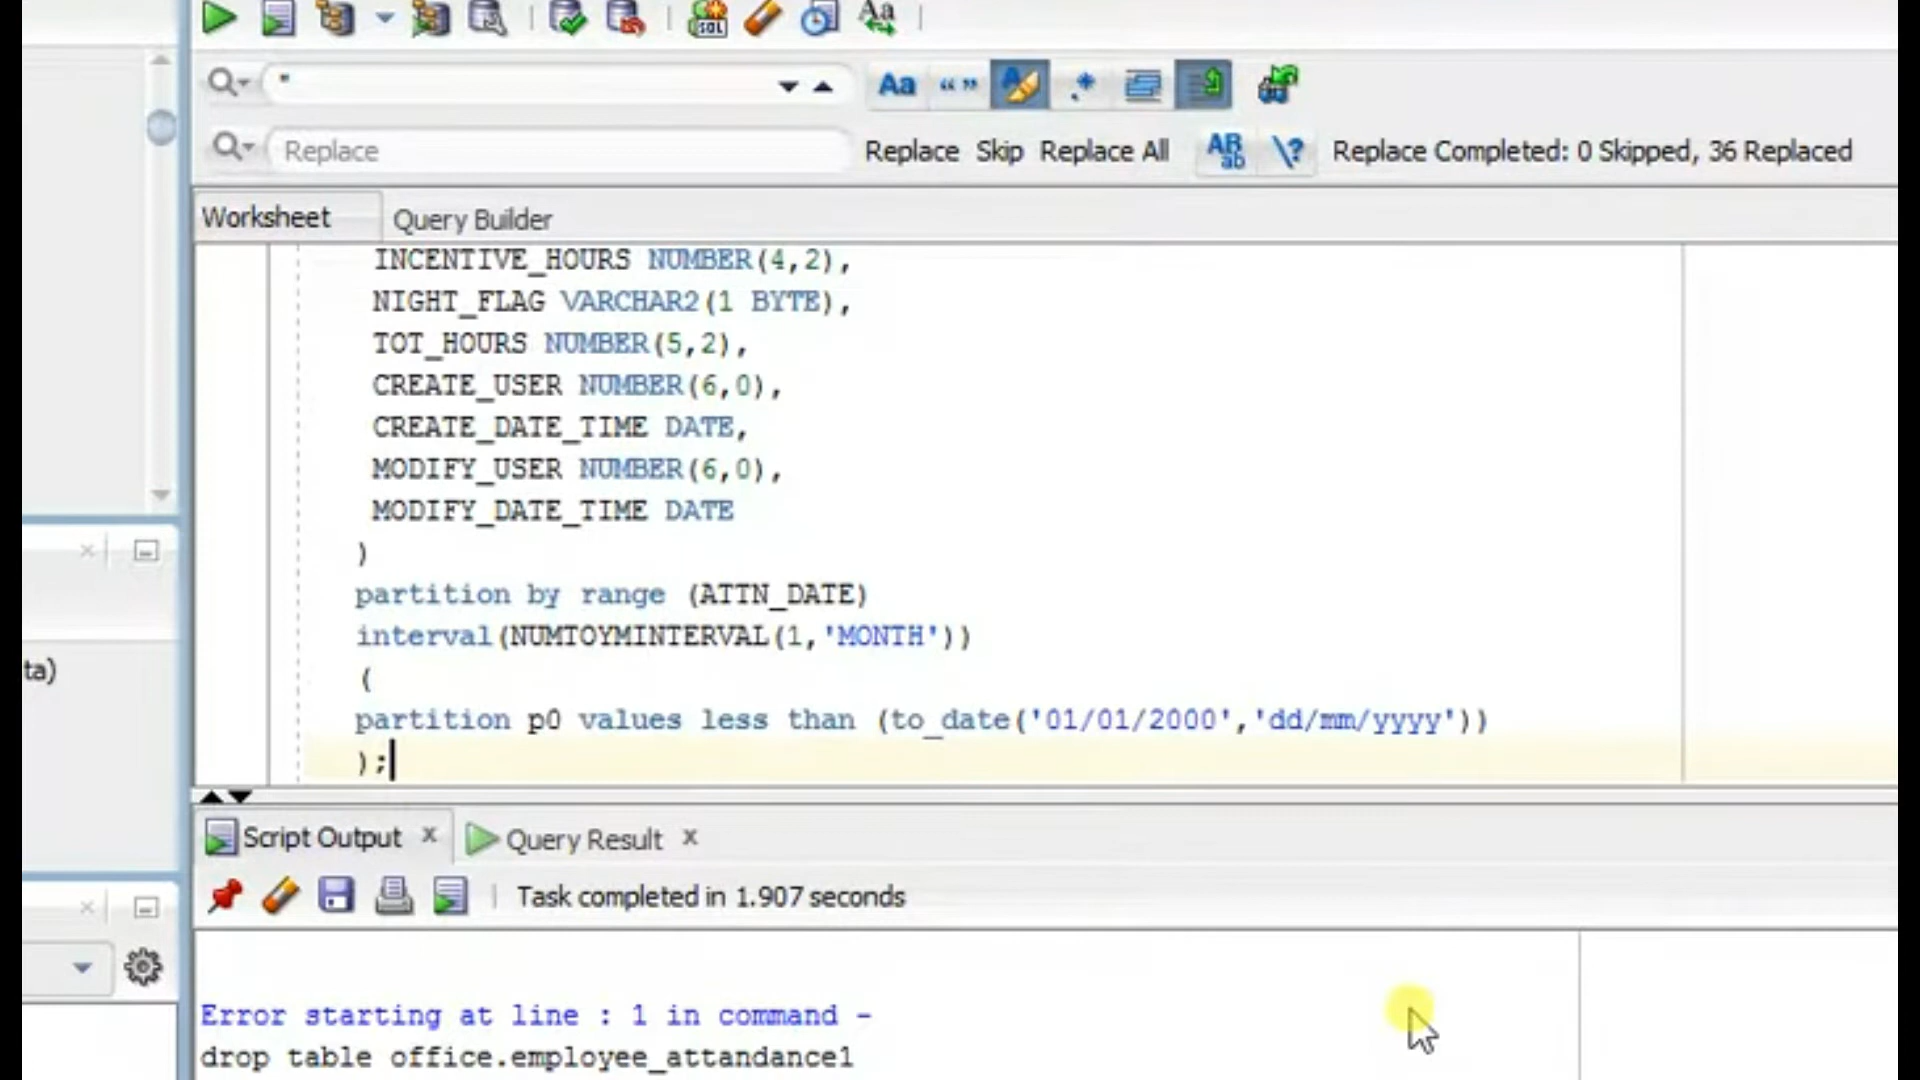 "
Replace
Replace Skip Replace All Replace Completed: 0 Skipped, 36 Replaced
Worksheet Query Builder
INCENTIVE_HOURS NUMBER(4,2),
NIGHT_FLAG VARCHAR2(1 BYTE),
TOT_HOURS NUMBER(5,2),
CREATE_USER NUMBER(6,0),
CREATE_DATE_TIME DATE,
MODIFY_USER NUMBER(6,0),
MODIFY_DATE_TIME DATE
)
partition by range (ATTN_DATE)
interval(NUMTOYMINTERVAL(1,'MONTH'))
(
ta)
partition p0 values less than (to_date('01/01/2000','dd/mm/yyyy'))
);
Script Output x Query Result x
Task completed in 1.907 seconds
Error starting at line : 1 in command -
drop table office.employee_attandance1